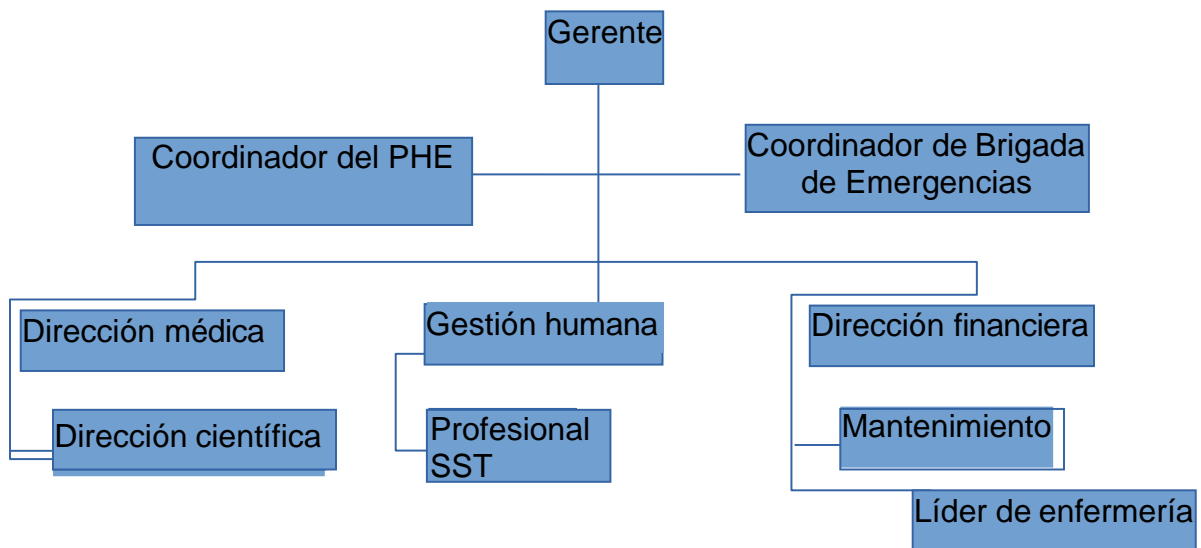 Gerente
Coordinador del PHE
Coordinador de Brigada
de Emergencias
Dirección médica
Gestión humana
Dirección financiera
Dirección científica
Profesional
SST
Mantenimiento
Líder de enfermería